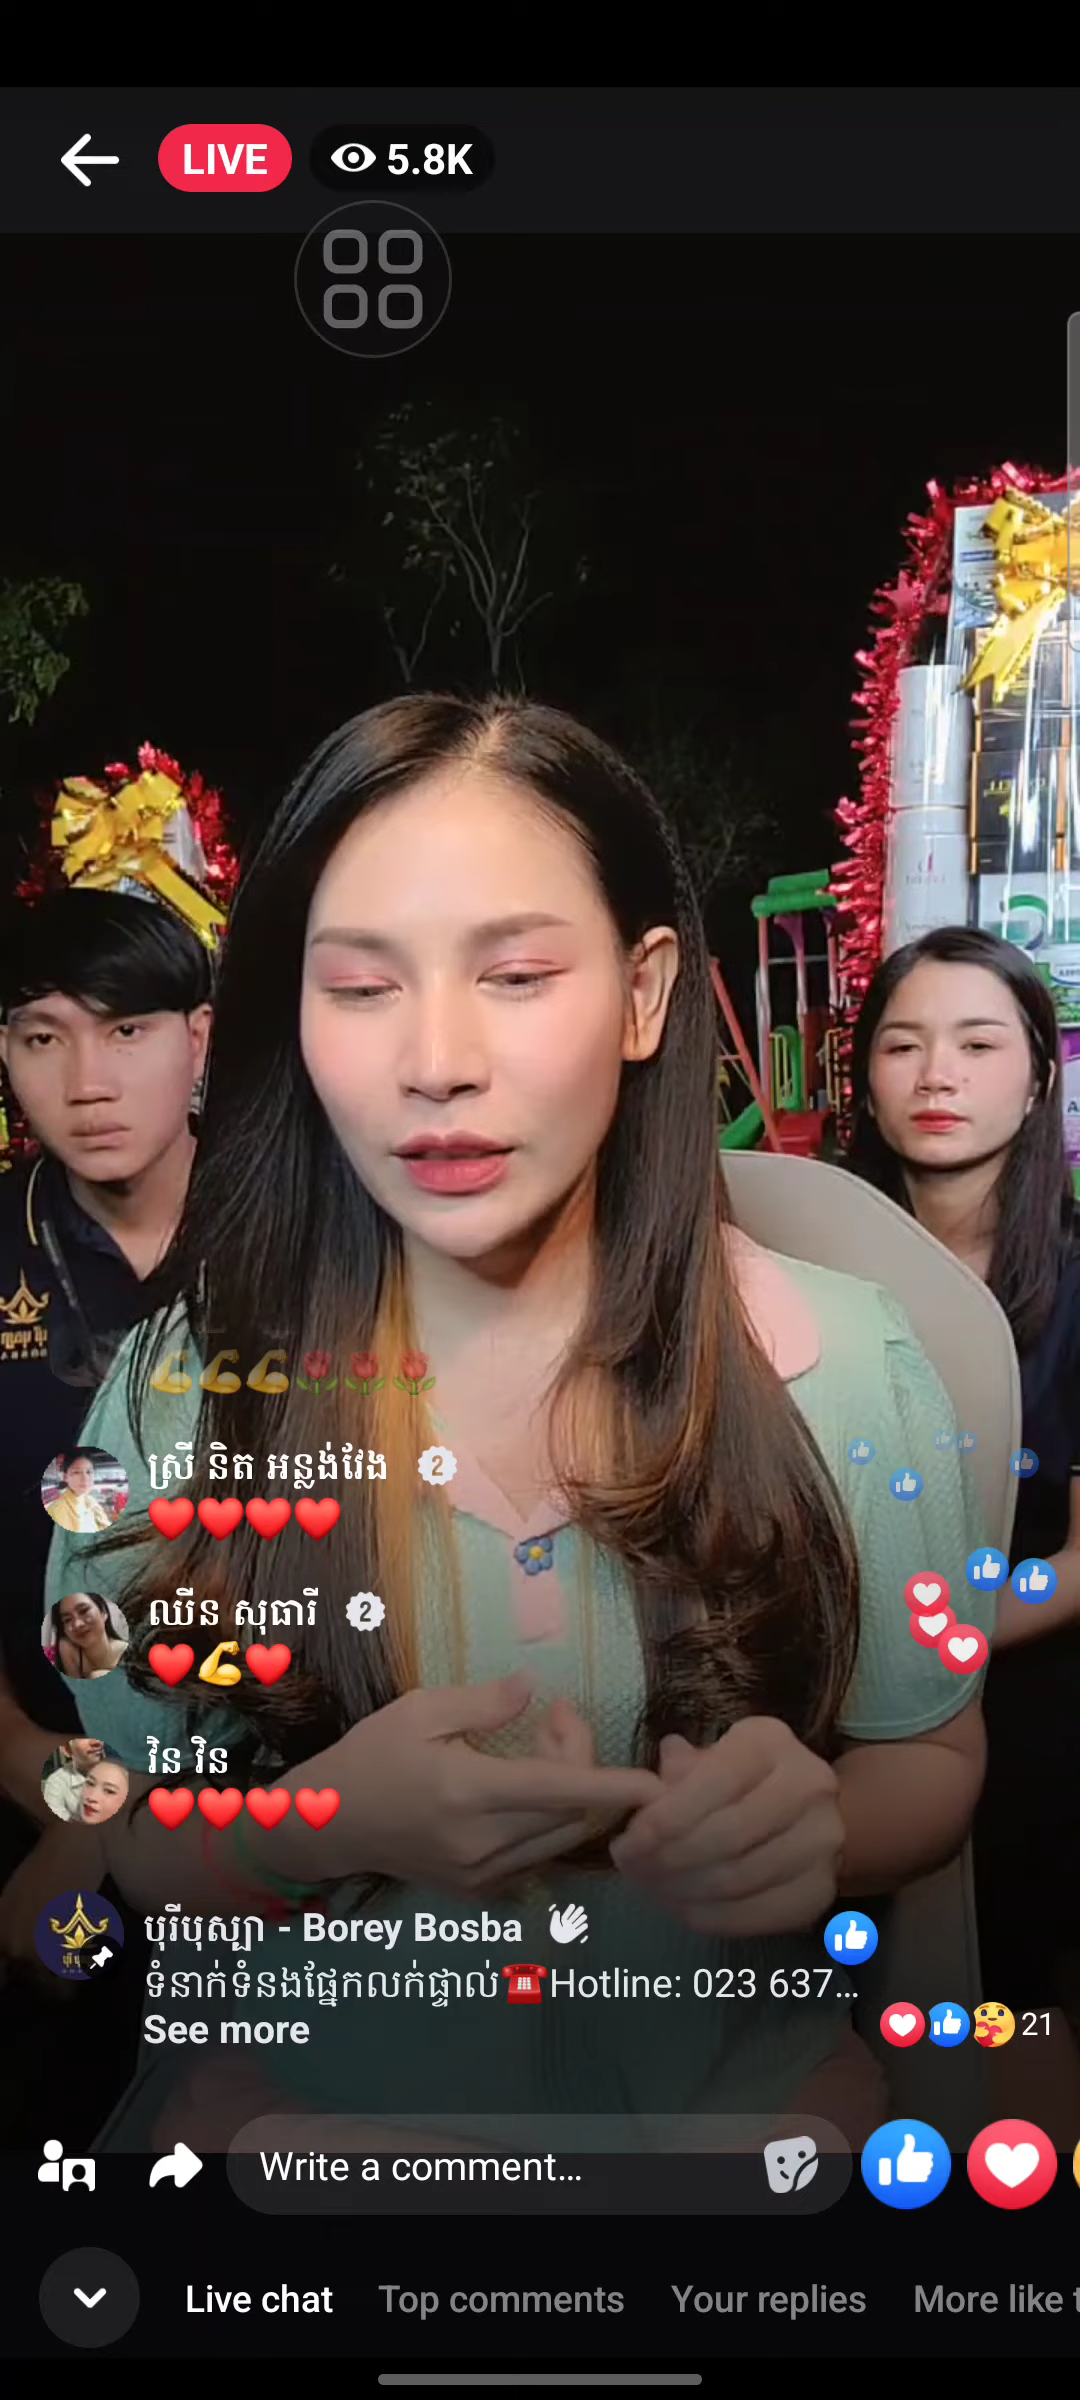 LIVE
5.8K
ស្រី និត អន្លង់វែង 2
ឈីន សុធារី 2
វិន វិន
បុរីបុស្បា - Borey Bosba
ទំនាក់ទំនងផ្នែកលក់ផ្ទាល់☎️Hotline: 023 637...
See more
21
Write a comment...
Live chat
Top comments
Your replies
More like t